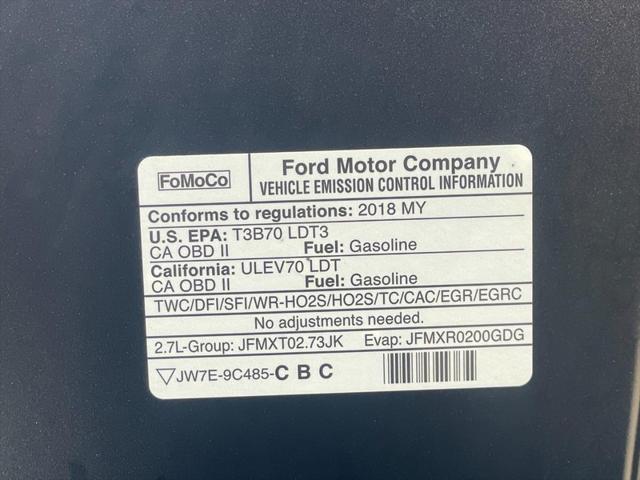 FoMoCo
Ford Motor Company
VEHICLE EMISSION CONTROL INFORMATION
Conforms to regulations: 2018 MY
U.S. EPA: T3B70 LDT3
CA OBD II Fuel: Gasoline
California: ULEV70 LDT
CA OBD II Fuel: Gasoline
TWC/DFI/SFI/WR-HO2S/HO2S/TC/CAC/EGR/EGRC
No adjustments needed.
2.7L-Group: JFMXT02.73JK Evap: JFMXR0200GDG
JW7E-9C485-C B C